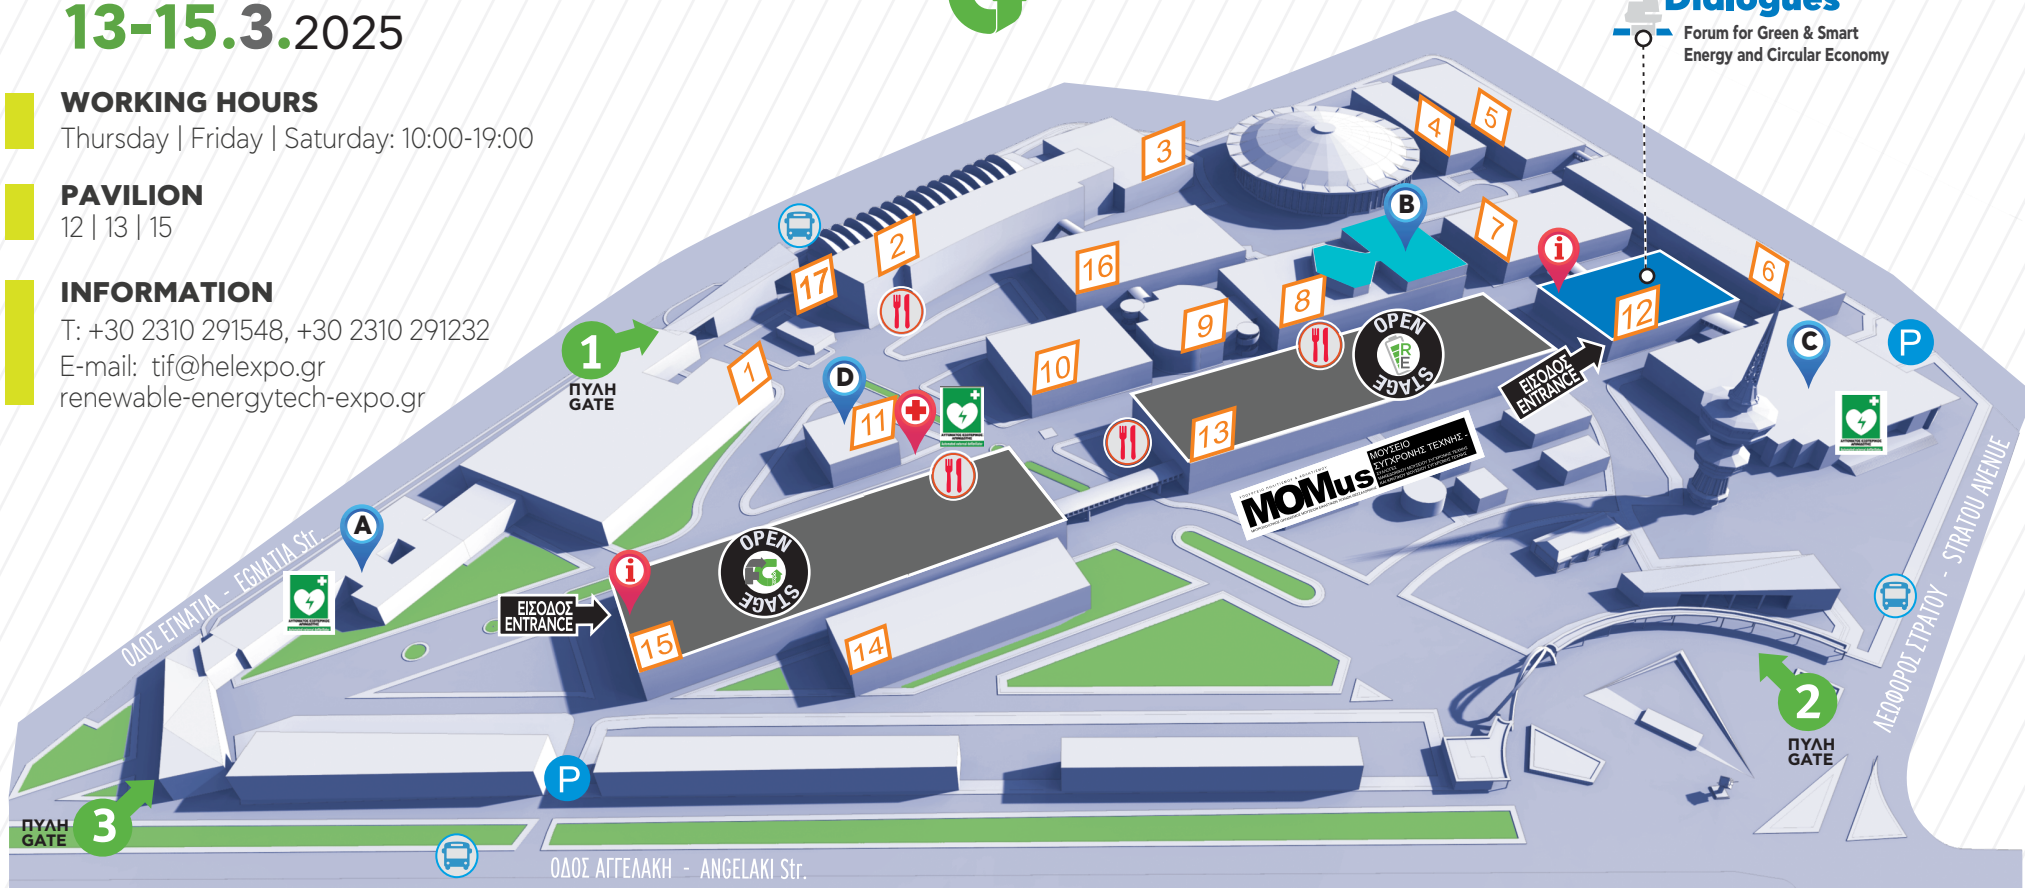 13-15.3.2025
WORKING HOURS
Thursday | Friday | Saturday: 10:00-19:00
PAVILION
12 | 13 | 15
INFORMATION
T: +30 2310 291548, +30 2310 291232
E-mail: tif@helexpo.gr
renewable-energytech-expo.gr
Dialogues
Forum for Green & Smart
Energy and Circular Economy
5
4
3
B
7
2
i
16
6
17
8
12
9
OPEN
RE
STAGE
C
P
1
ΠΥΛΗ
GATE
1
10
D
ΕΙΣΟΔΟΣ
ENTRANCE
11
13
ΜΟΥΣΕΙΟ
ΣΥΓΧΡΟΝΗΣ ΤΕΧΝΗΣ -
MOMus
A
ΟΔΟΣ ΕΓΝΑΤΙΑ - EGNATIA Str.
i
OPEN
STAGE
ΕΙΣΟΔΟΣ
ENTRANCE
15
14
ΛΕΩΦΟΡΟΣ ΣΤΡΑΤΟΥ - STRATOU AVENUE
2
ΠΥΛΗ
GATE
P
ΠΥΛΗ
GATE
3
ΟΔΟΣ ΑΓΓΕΛΑΚΗ - ANGELAKI Str.